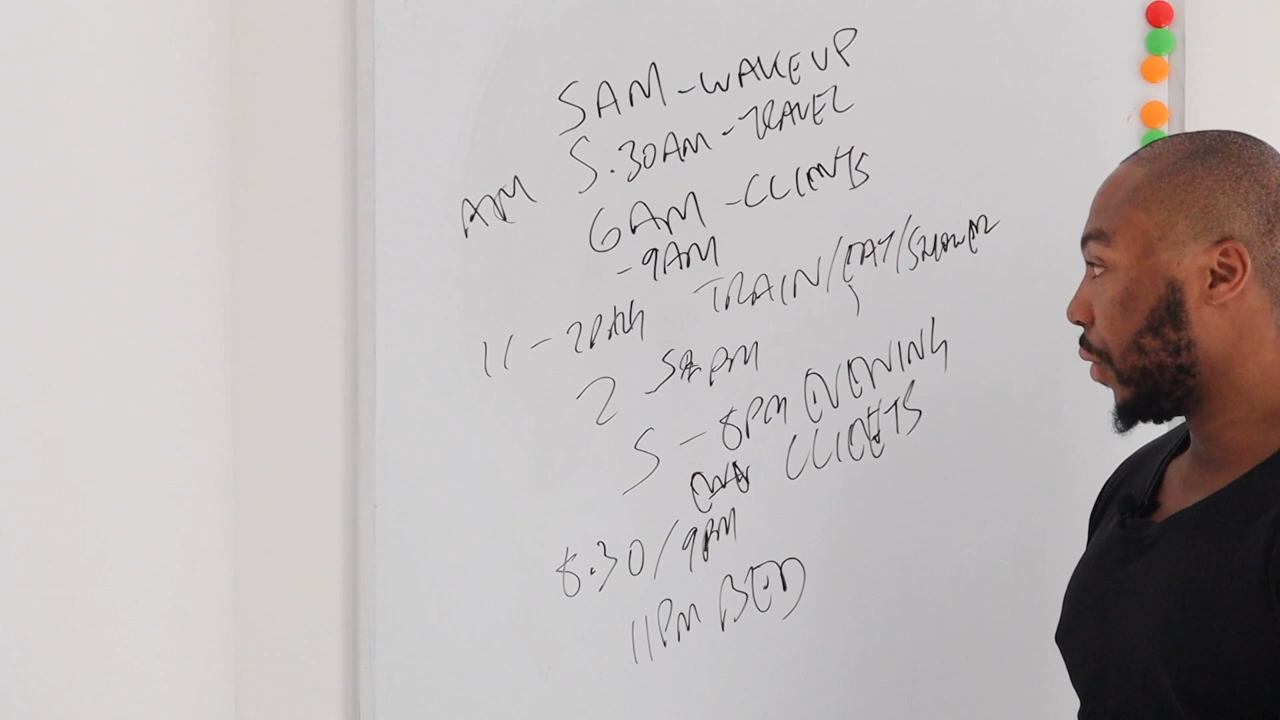 5AM - WAKE UP
5.30AM - TRAVEL
AM
6AM - CLIENTS
- 9AM
TRAIN/EAT/SHOWER
11 - 2PM
2 5PM
5 - 8PM EVENING
CLIENTS
8.30/9PM
11PM BED